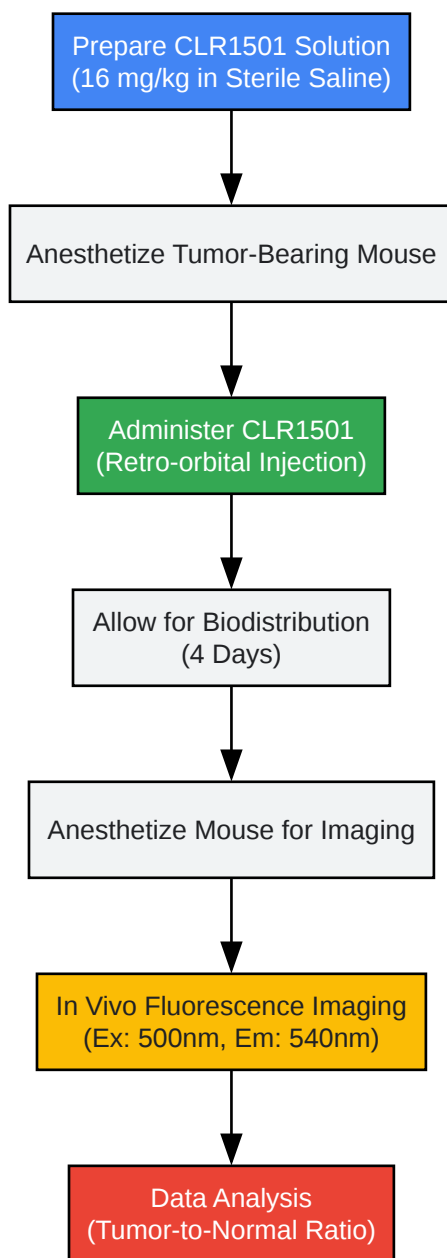 Prepare CLR1501 Solution
(16 mg/kg in Sterile Saline)
Anesthetize Tumor-Bearing Mouse
Administer CLR1501
(Retro-orbital Injection)
Allow for Biodistribution
(4 Days)
Anesthetize Mouse for Imaging
In Vivo Fluorescence Imaging
(Ex: 500nm, Em: 540nm)
Data Analysis
(Tumor-to-Normal Ratio)